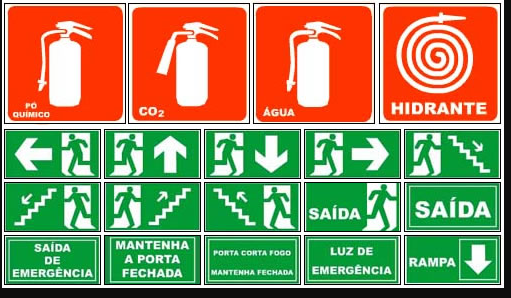 PÓ
QUÍMICO
CO₂
ÁGUA
HIDRANTE
SAÍDA
SAÍDA
SAÍDA
DE
EMERGÊNCIA
MANTENHA
A PORTA
FECHADA
PORTA CORTA FOGO
MANTENHA FECHADA
LUZ DE
EMERGÊNCIA
RAMPA